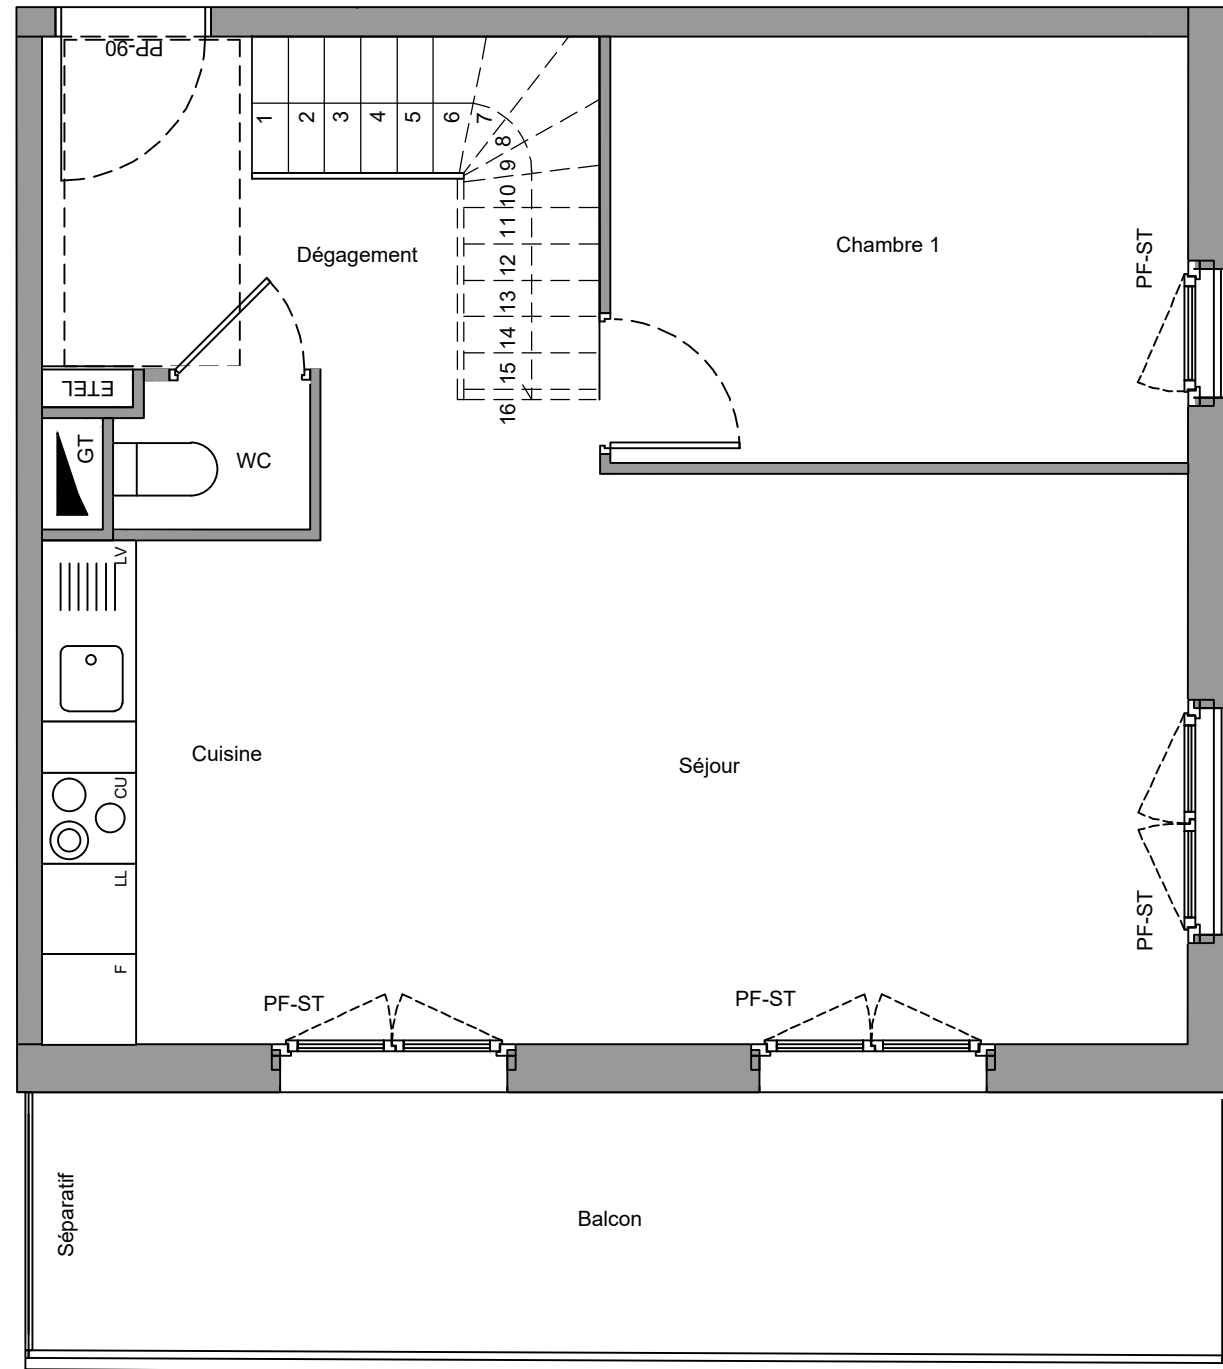 PP-90
1
2
3
4
5
6
7
8
9
10
11
12
13
14
15
16
Dégagement
Chambre 1
PF-ST
ETEL
GT
WC
LV
Cuisine
Séjour
CU
LL
F
PF-ST
PF-ST
PF-ST
Séparatif
Balcon